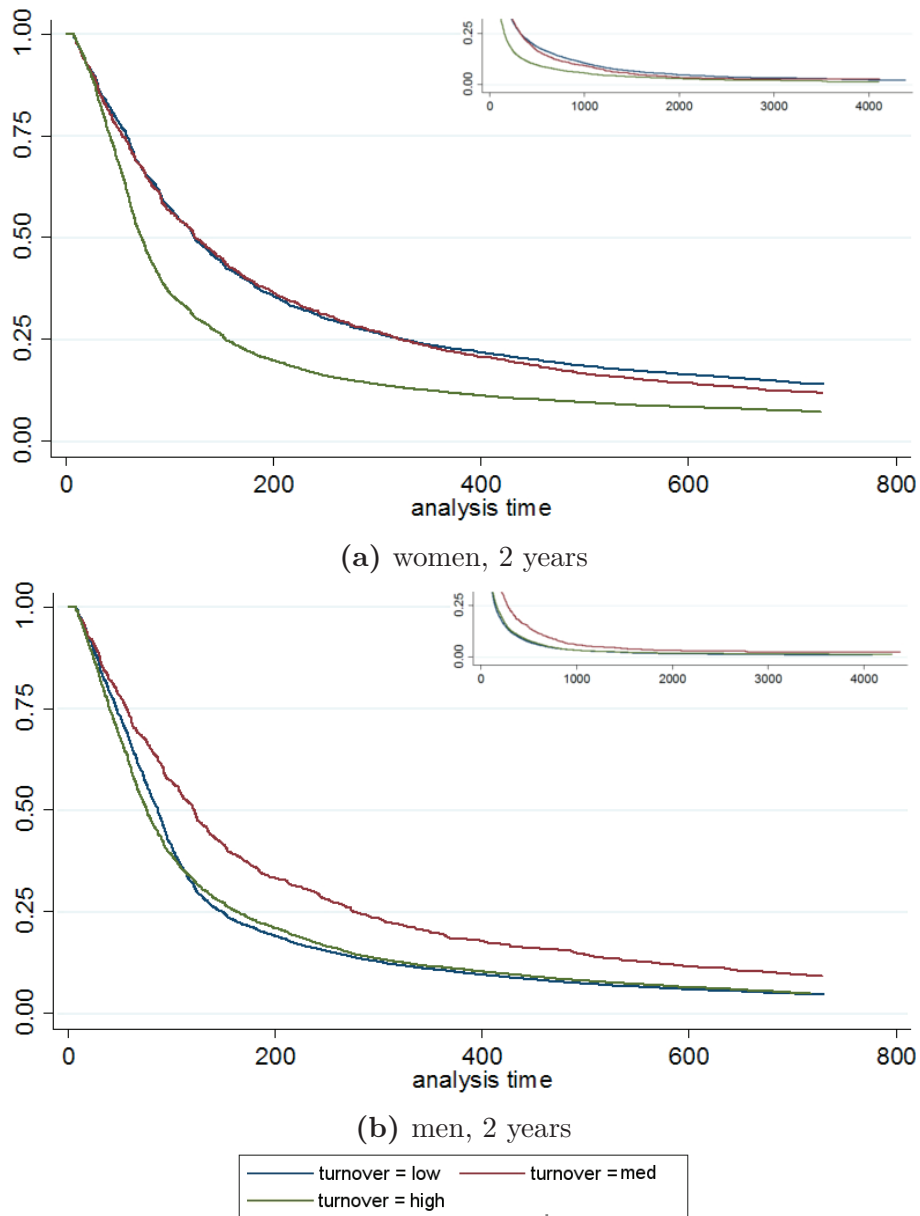 1.00
0.75
0.50
0.25
0.00
0.25
0.00
0 1000 2000 3000 4000
0 200 400 600 800
analysis time
(a) women, 2 years
1.00
0.75
0.50
0.25
0.00
0.25
0.00
0 1000 2000 3000 4000
0 200 400 600 800
analysis time
(b) men, 2 years
turnover = low turnover = med
turnover = high